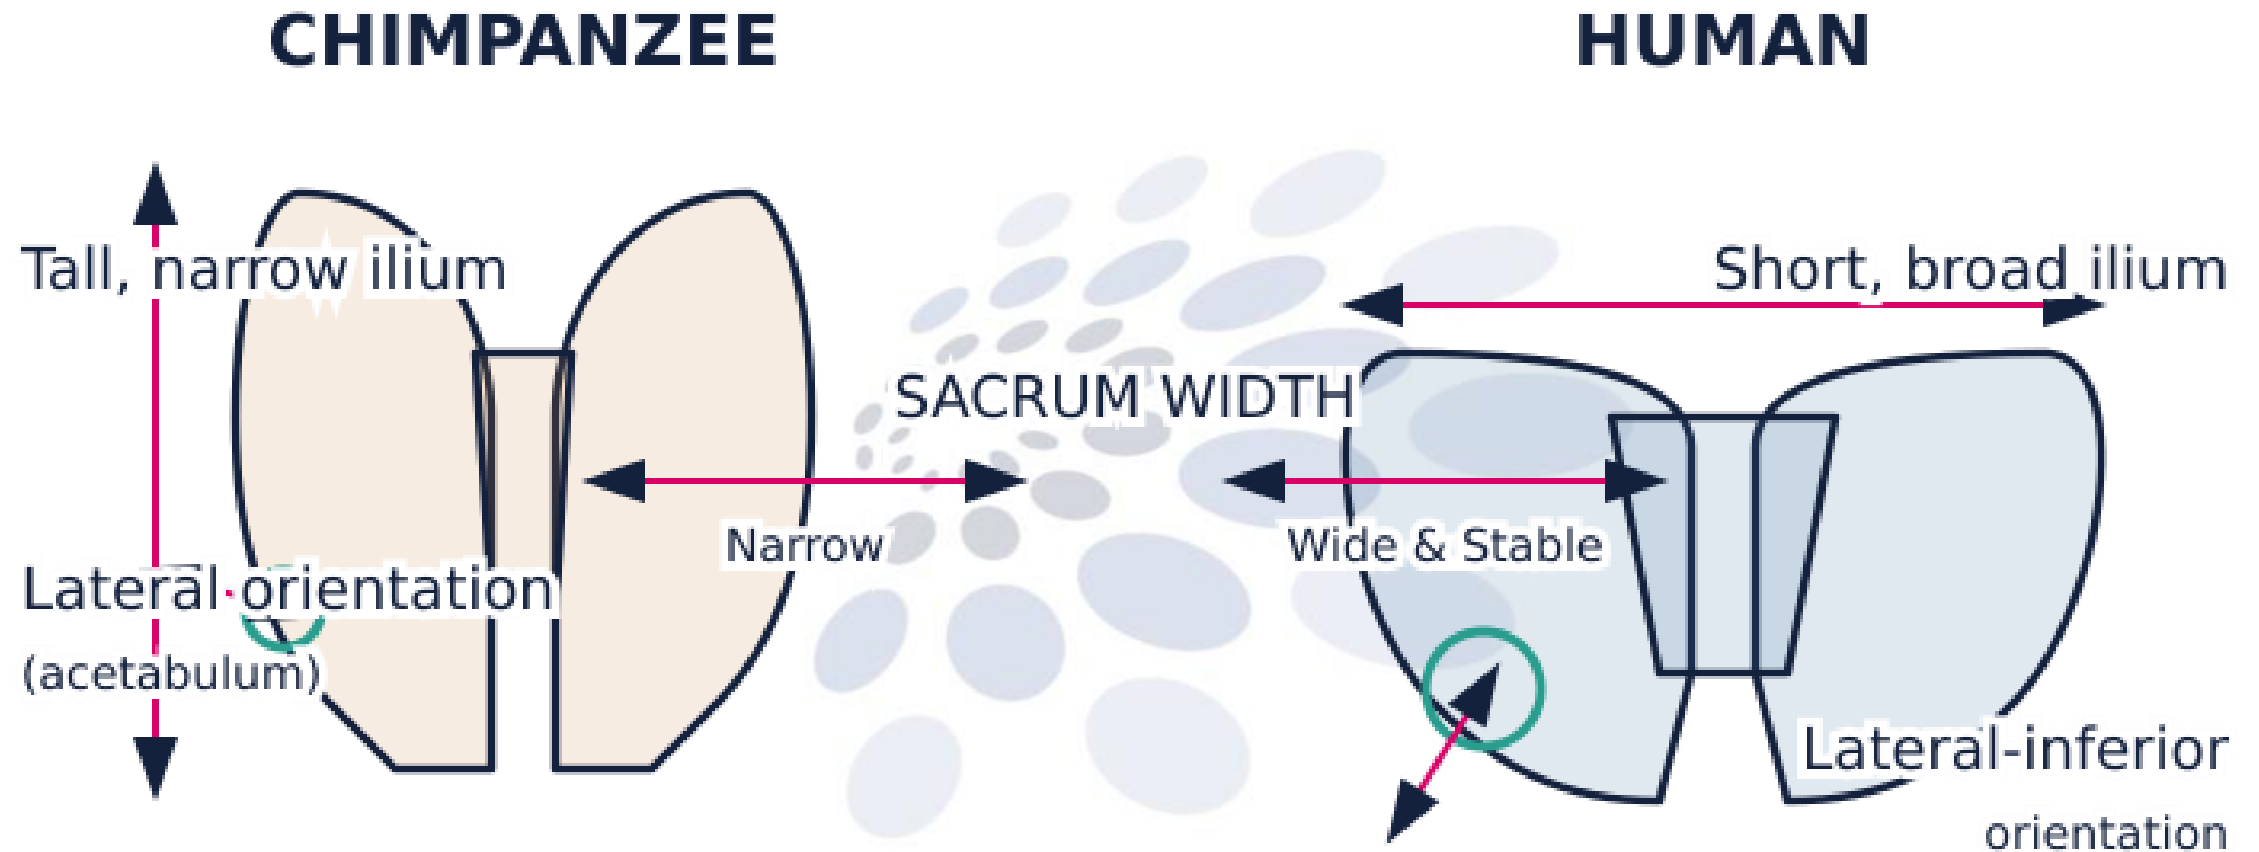 CHIMPANZEE
HUMAN
Tall, narrow ilium
Short, broad ilium
SACRUM WIDTH
Narrow
Wide & Stable
Lateral orientation
(acetabulum)
Lateral-inferior
orientation